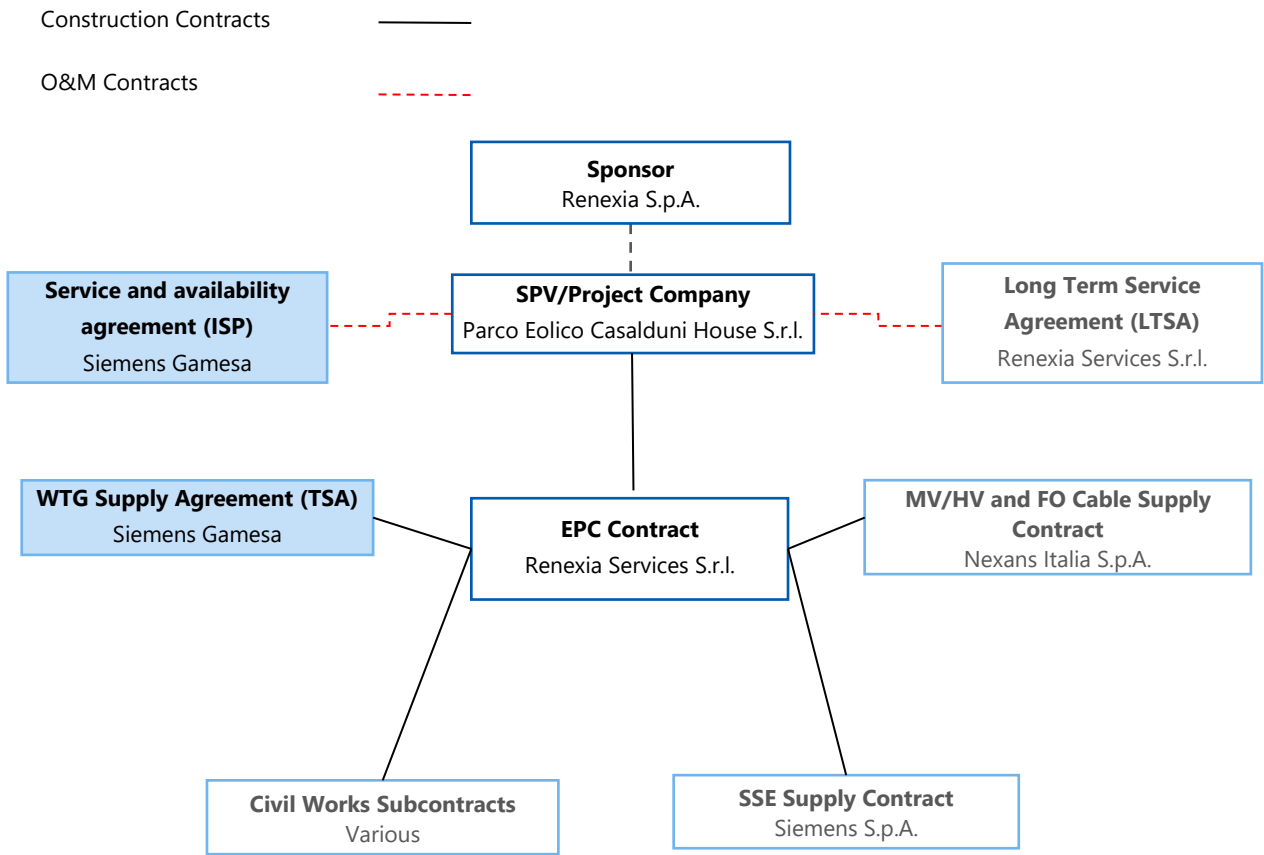 Construction Contracts
O&M Contracts
Sponsor
Renexia S.p.A.
Service and availability
agreement (ISP)
Siemens Gamesa
SPV/Project Company
Parco Eolico Casalduni House S.r.l.
Long Term Service
Agreement (LTSA)
Renexia Services S.r.l.
WTG Supply Agreement (TSA)
Siemens Gamesa
EPC Contract
Renexia Services S.r.l.
MV/HV and FO Cable Supply
Contract
Nexans Italia S.p.A.
Civil Works Subcontracts
Various
SSE Supply Contract
Siemens S.p.A.